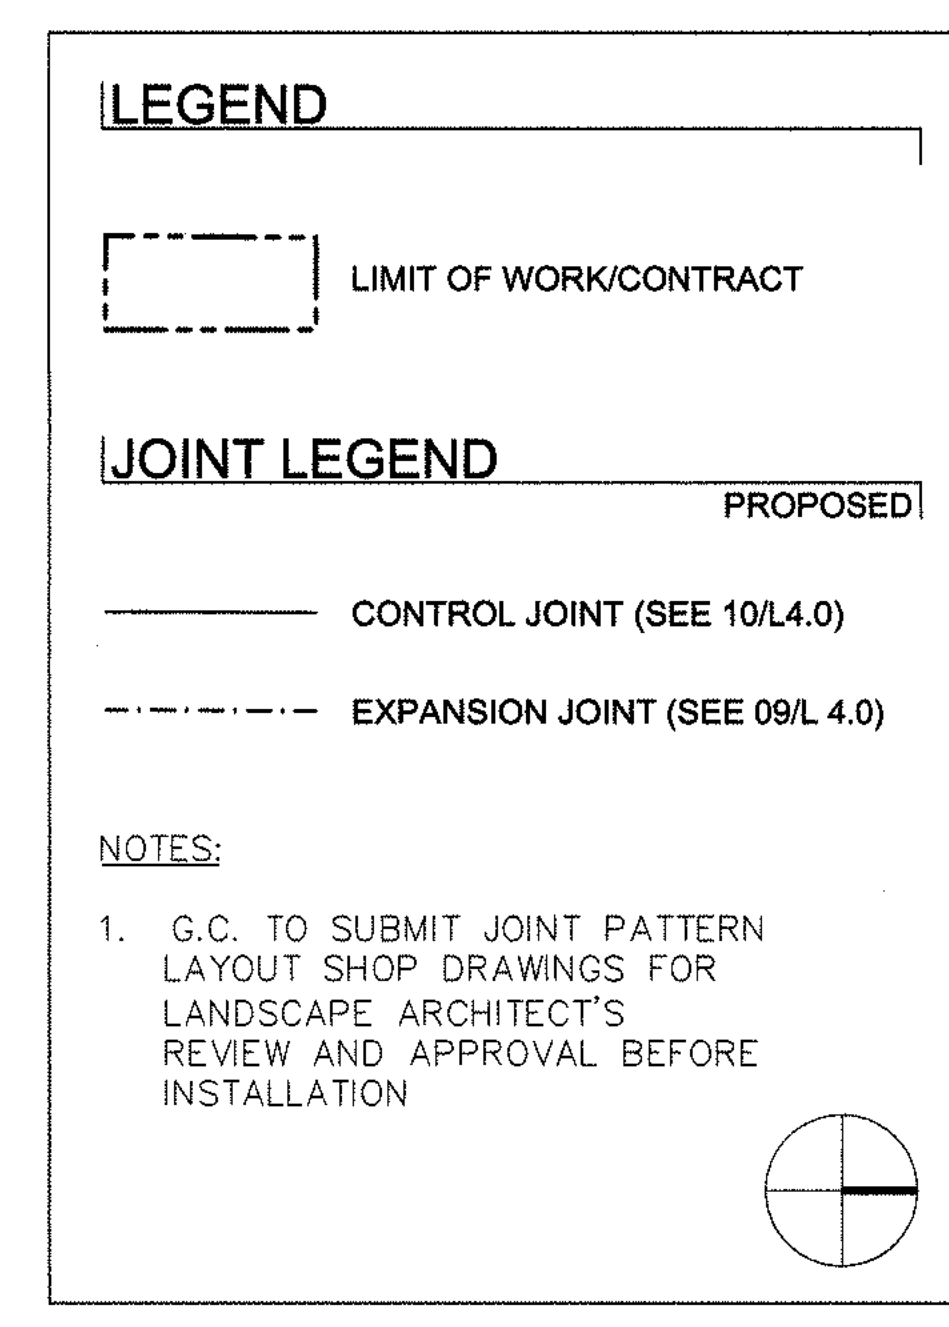 LEGEND
LIMIT OF WORK/CONTRACT
JOINT LEGEND
PROPOSED
CONTROL JOINT (SEE 10/L4.0)
EXPANSION JOINT (SEE 09/L 4.0)
NOTES:
1. G.C. TO SUBMIT JOINT PATTERN
LAYOUT SHOP DRAWINGS FOR
LANDSCAPE ARCHITECT'S
REVIEW AND APPROVAL BEFORE
INSTALLATION